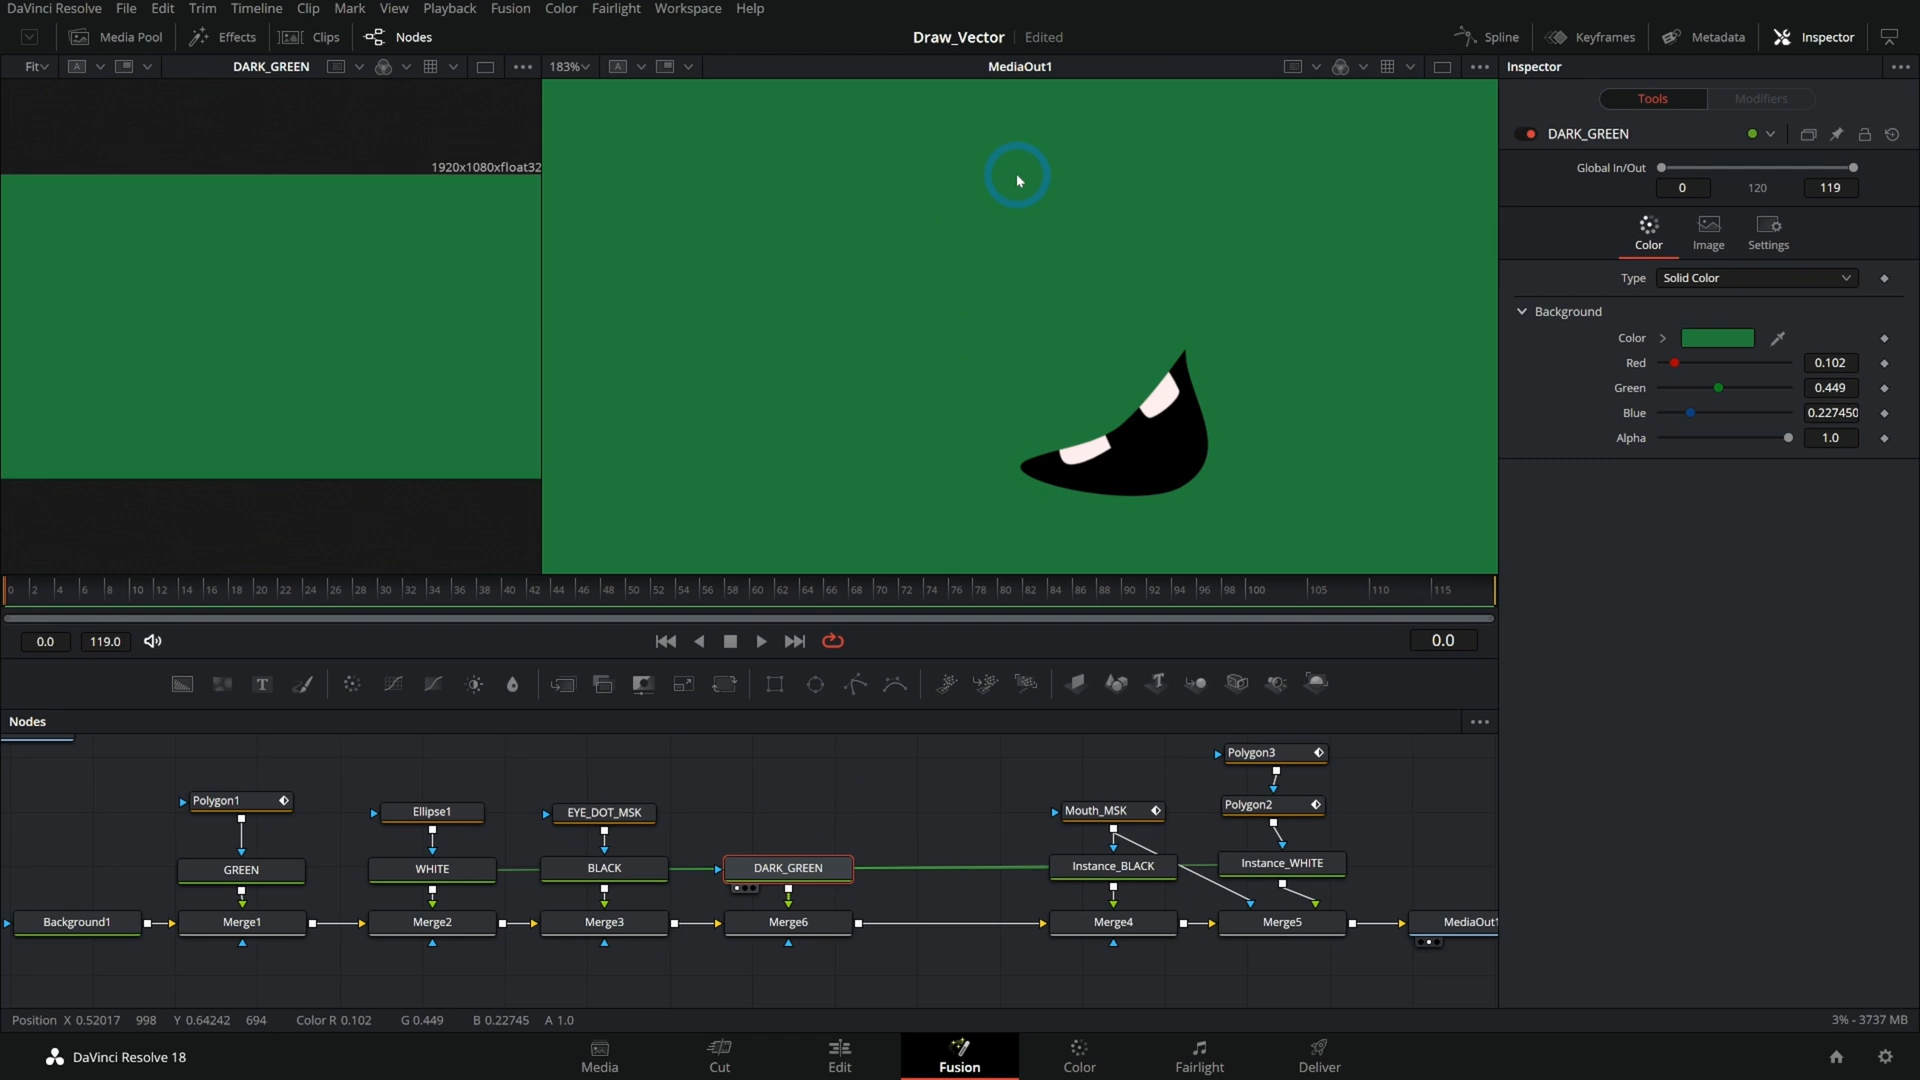 DaVinci Resolve File Edit Trim Timeline Clip Mark View Playback Fusion Color Fairlight Workspace Help
Media Pool Effects Clips Nodes Draw_Vector Edited Spline Keyframes Metadata Inspector
Fit DARK_GREEN 183% MediaOut1 Inspector
Tools Modifiers
DARK_GREEN
1920x1080xfloat32
Global In/Out
0 120 119
Color Image Settings
Type Solid Color
Background
Color
Red 0.102
Green 0.449
Blue 0.227450
Alpha 1.0
0 2 4 6 8 10 12 14 16 18 20 22 24 26 28 30 32 34 36 38 40 42 44 46 48 50 52 54 56 58 60 62 64 66 68 70 72 74 76 78 80 82 84 86 88 90 92 94 96 98 100 105 110 115
0.0 119.0 0.0
T T
Nodes
Polygon3
Polygon1 Ellipse1 EYE_DOT_MSK Mouth_MSK Polygon2
GREEN WHITE BLACK DARK_GREEN Instance_BLACK Instance_WHITE
Background1 Merge1 Merge2 Merge3 Merge6 Merge4 Merge5 MediaOut1
Position X 0.52017 998 Y 0.64242 694 Color R 0.102 G 0.449 B 0.22745 A 1.0 3% - 3737 MB
DaVinci Resolve 18 Media Cut Edit Fusion Color Fairlight Deliver